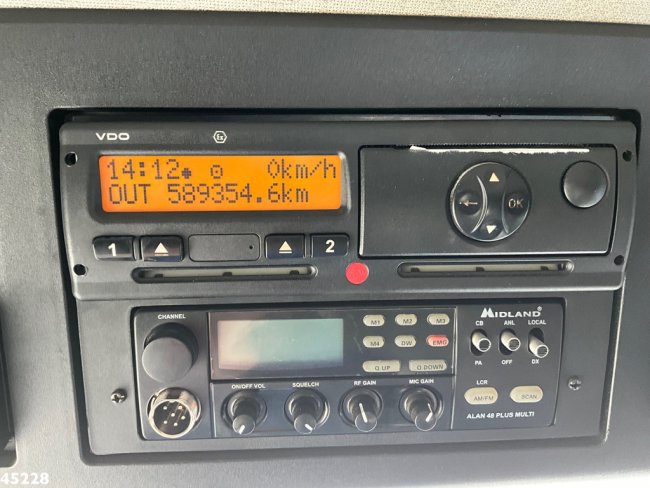 VDO
Ex
14:12 0km/h
OUT 589354.6km
OK
1
2
MIDLAND
CHANNEL
M1 M2 M3
CB ANL LOCAL
M4 DW EMG
PA OFF DX
Q.UP Q.DOWN
ON/OFF VOL SQUELCH RF GAIN MIC GAIN
LCR
AM/FM SCAN
ALAN 48 PLUS MULTI
45228